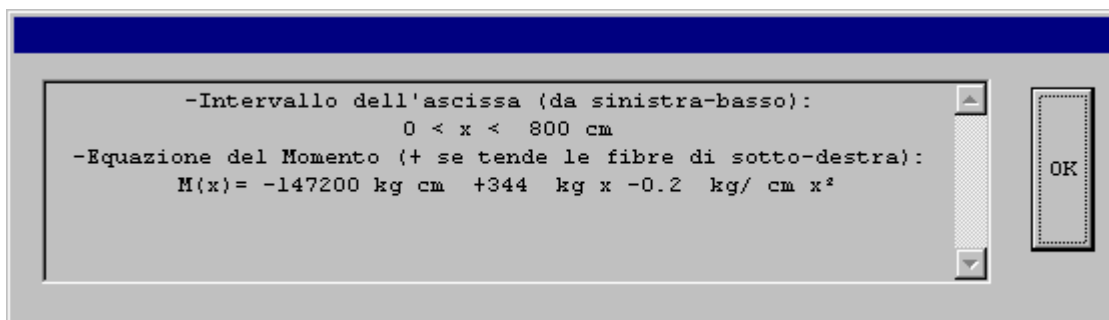 -Intervallo dell'ascissa (da sinistra-basso):
0 < x <  800 cm
-Equazione del Momento (+ se tende le fibre di sotto-destra):
M(x)= -147200 kg cm  +344  kg x -0.2  kg/ cm x²
OK